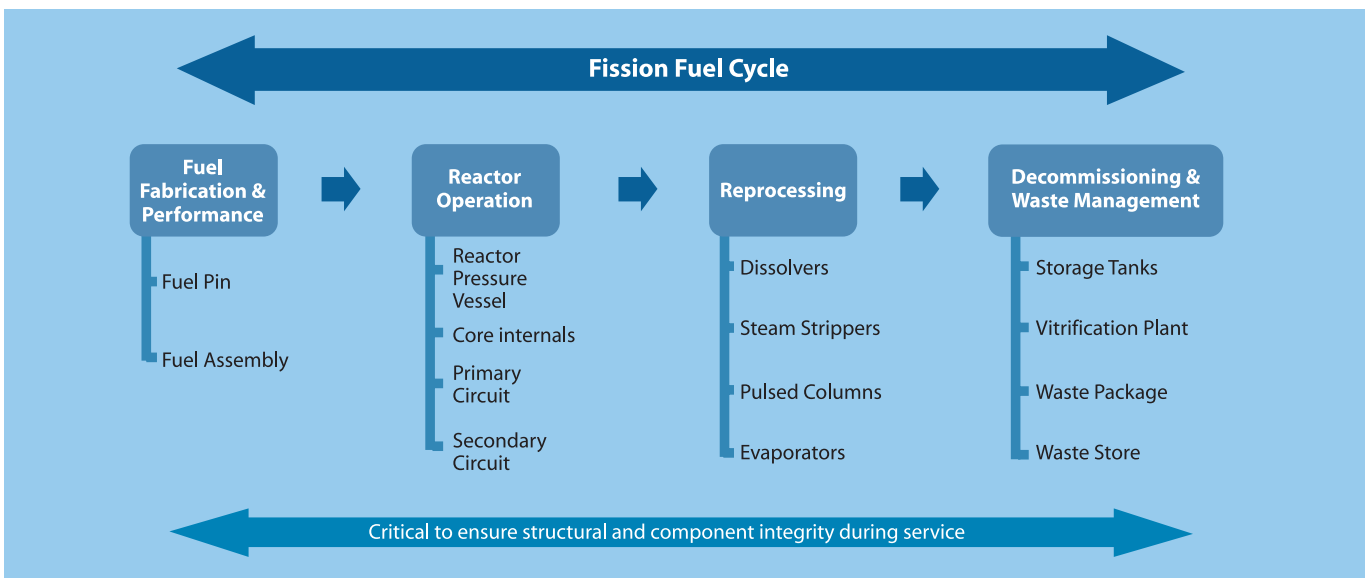 Fission Fuel Cycle
Fuel
Fabrication &
Performance
Fuel Pin
Fuel Assembly
Reactor
Operation
Reactor
Pressure
Vessel
Core internals
Primary
Circuit
Secondary
Circuit
Reprocessing
Dissolvers
Steam Strippers
Pulsed Columns
Evaporators
Decommissioning &
Waste Management
Storage Tanks
Vitrification Plant
Waste Package
Waste Store
Critical to ensure structural and component integrity during service